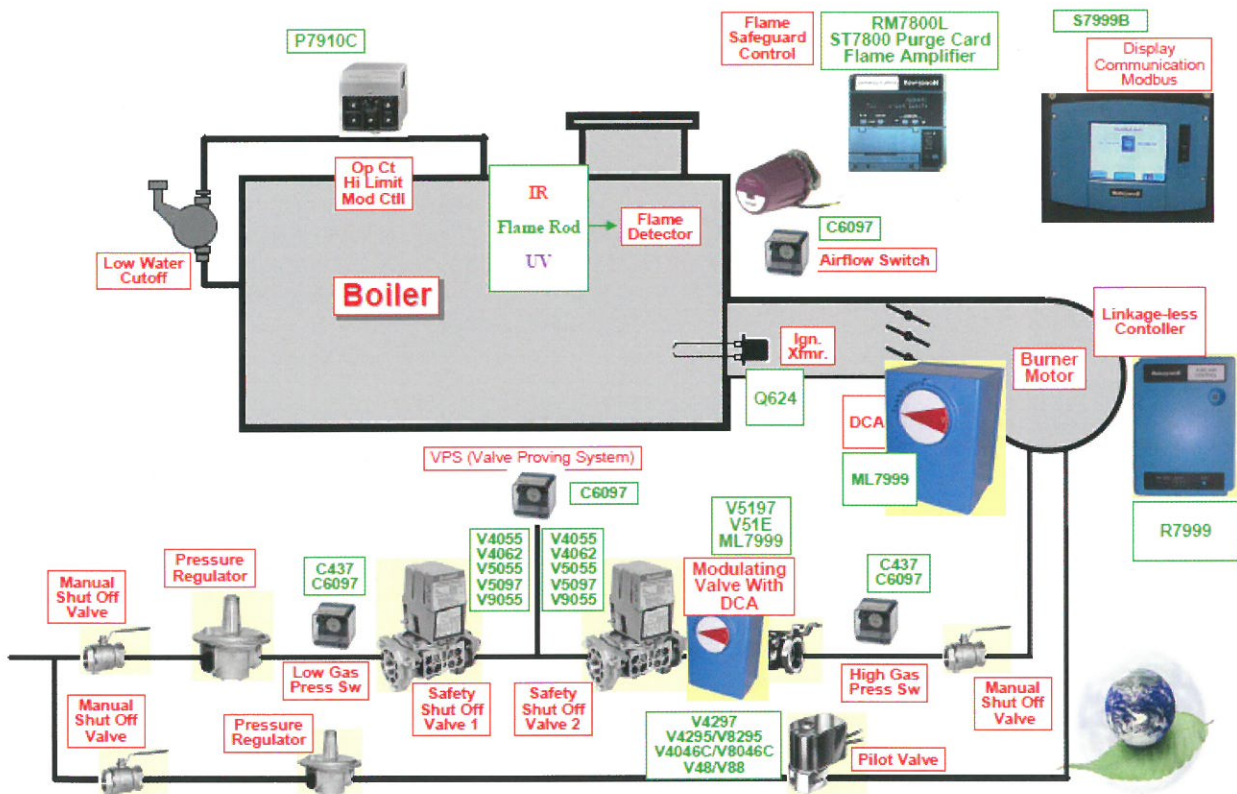 P7910C
Flame
Safeguard
Control
RM7800L
ST7800 Purge Card
Flame Amplifier
S7999B
Display
Communication
Modbus
Op Ct
Hi Limit
Mod Ctll
IR
Flame Rod
UV
Flame
Detector
C6097
Airflow Switch
Low Water
Cutoff
Boiler
Ign.
Xfmr.
Q624
Burner
Motor
Linkage-less
Contoller
DCA
ML7999
R7999
Honeywell
VPS (Valve Proving System)
C6097
V4055
V4062
V5055
V5097
V9055
V4055
V4062
V5055
V5097
V9055
V5197
V51E
ML7999
Modulating
Valve With
DCA
C437
C6097
C437
C6097
Manual
Shut Off
Valve
Pressure
Regulator
Low Gas
Press Sw
Safety
Shut Off
Valve 1
Safety
Shut Off
Valve 2
High Gas
Press Sw
Manual
Shut Off
Valve
Manual
Shut Off
Valve
Pressure
Regulator
V4297
V4295/V8295
V4046C/V8046C
V48/V88
Pilot Valve